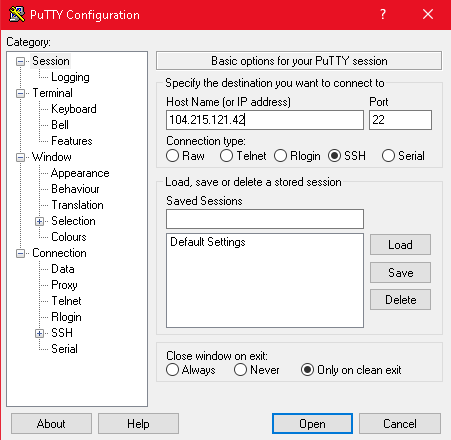 PuTTY Configuration
?
Category:
Session
Logging
Terminal
Keyboard
Bell
Features
Window
Appearance
Behaviour
Translation
Selection
Colours
Connection
Data
Proxy
Telnet
Rlogin
SSH
Serial
Basic options for your PuTTY session
Specify the destination you want to connect to
Host Name (or IP address) Port
104.215.121.42 22
Connection type:
Raw Telnet Rlogin SSH Serial
Load, save or delete a stored session
Saved Sessions
Default Settings
Load
Save
Delete
Close window on exit:
Always Never Only on clean exit
About Help Open Cancel